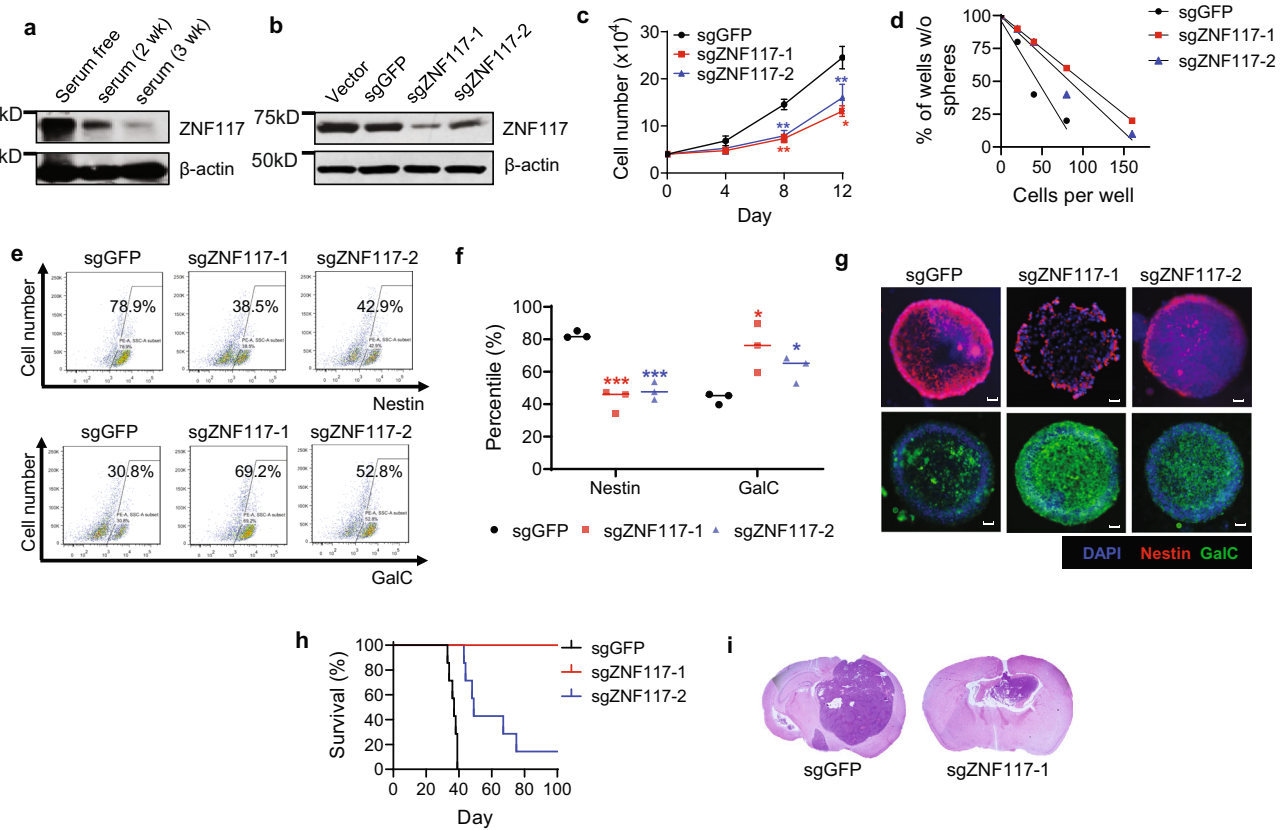 a
Serum free
serum (2 wk)
serum (3 wk)
kD
ZNF117
kD
β-actin
b
Vector
sgGFP
sgZNF117-1
sgZNF117-2
75kD
ZNF117
50kD
β-actin
c
Cell number (x10⁴)
30
20
10
0
0 4 8 12
Day
sgGFP
sgZNF117-1
sgZNF117-2
**
**
**
*
d
% of wells w/o
spheres
100
75
50
25
0
0 50 100 150
Cells per well
sgGFP
sgZNF117-1
sgZNF117-2
e
sgGFP sgZNF117-1 sgZNF117-2
Cell number
78.9% 38.5% 42.9%
Nestin
sgGFP sgZNF117-1 sgZNF117-2
Cell number
30.8% 69.2% 52.8%
GalC
f
Percentile (%)
100
80
60
40
20
0
*** ***
* *
Nestin GalC
sgGFP sgZNF117-1 sgZNF117-2
g
sgGFP sgZNF117-1 sgZNF117-2
DAPI Nestin GalC
h
Survival (%)
100
80
60
40
20
0
0 20 40 60 80 100
Day
sgGFP
sgZNF117-1
sgZNF117-2
i
sgGFP sgZNF117-1